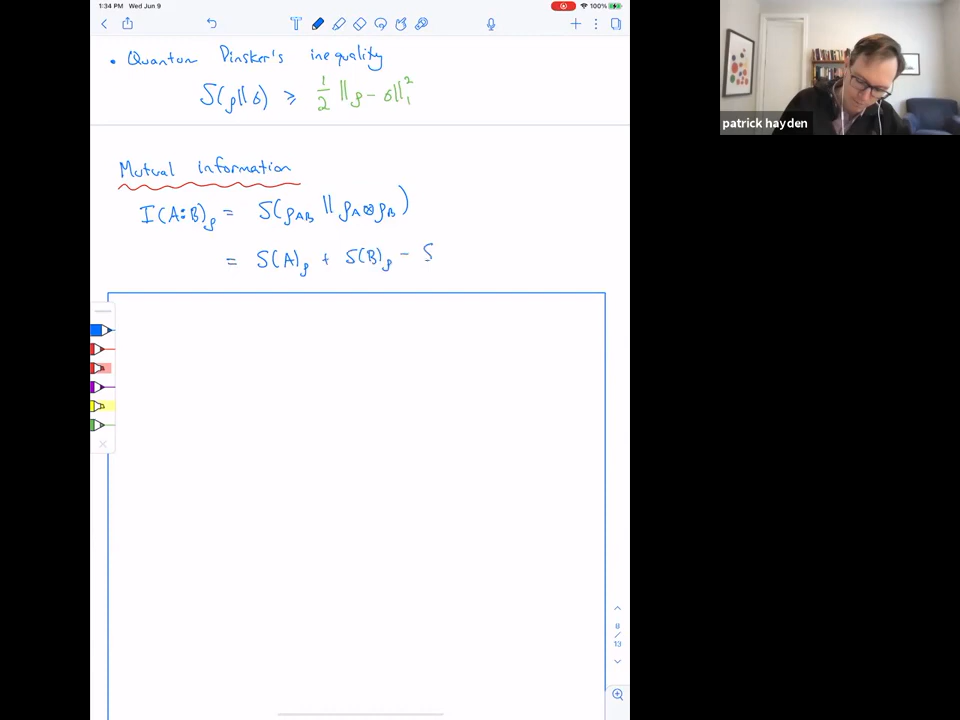 1:34 PM Wed Jun 9
100%
• Quantum Pinsker's inequality
S(ρ||σ) ≥ 1/2 ||ρ - σ||₁²
Mutual information
I(A:B)ρ = S(ρAB || ρA⊗ρB)
= S(A)ρ + S(B)ρ - S
8 / 13
patrick hayden